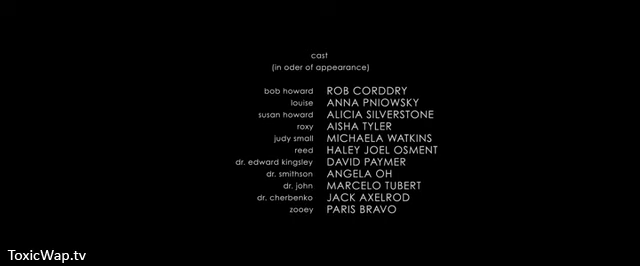 cast
(in oder of appearance)
bob howard ROB CORDDRY
louise ANNA PNIOWSKY
susan howard ALICIA SILVERSTONE
roxy AISHA TYLER
judy small MICHAELA WATKINS
reed HALEY JOEL OSMENT
dr. edward kingsley DAVID PAYMER
dr. smithson ANGELA OH
dr. john MARCELO TUBERT
dr. cherbenko JACK AXELROD
zooey PARIS BRAVO
ToxicWap.tv